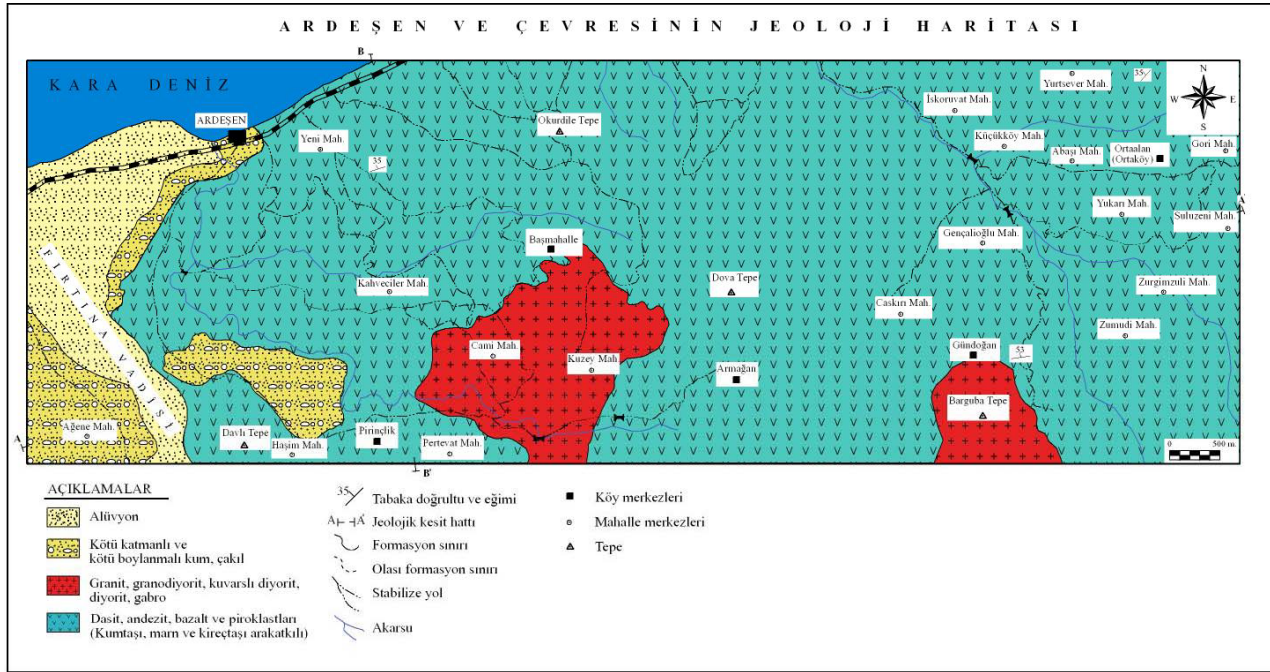 ARDEŞEN VE ÇEVRESİNİN JEOLOJİ HARİTASI
B
KARA DENİZ
ARDEŞEN
Yeni Mah.
35
Okurdile Tepe
İskoruvat Mah.
Yurtsever Mah.
35
N
W E
S
Küçükköy Mah.
Abaşı Mah.
Ortaalan
(Ortaköy)
Gori Mah.
A'
Yukarı Mah.
Suluzeni Mah.
Gençalioğlu Mah.
Başmahalle
FIRTINA VADİSİ
Kahveciler Mah.
Dova Tepe
Caskırı Mah.
Zurgimzuli Mah.
Zumudi Mah.
Cami Mah.
Kuzey Mah.
Armağan
Gündoğan
53
Barguba Tepe
Ağene Mah.
A
Davlı Tepe
Haşim Mah.
Pirinçlik
Pertevat Mah.
B'
0 500 m.
AÇIKLAMALAR
Alüvyon
Kötü katmanlı ve
kötü boylanmalı kum, çakıl
Granit, granodiyorit, kuvarslı diyorit,
diyorit, gabro
Dasit, andezit, bazalt ve piroklastları
(Kumtaşı, marn ve kireçtaşı arakatkılı)
35 Tabaka doğrultu ve eğimi
A A' Jeolojik kesit hattı
Formasyon sınırı
Olası formasyon sınırı
Stabilize yol
Akarsu
Köy merkezleri
Mahalle merkezleri
Tepe